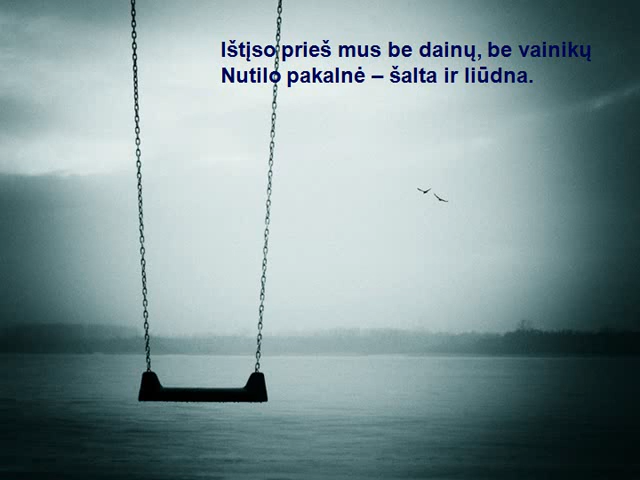 Ištįso prieš mus be dainų, be vainikų
Nutilo pakalnė – šalta ir liūdna.